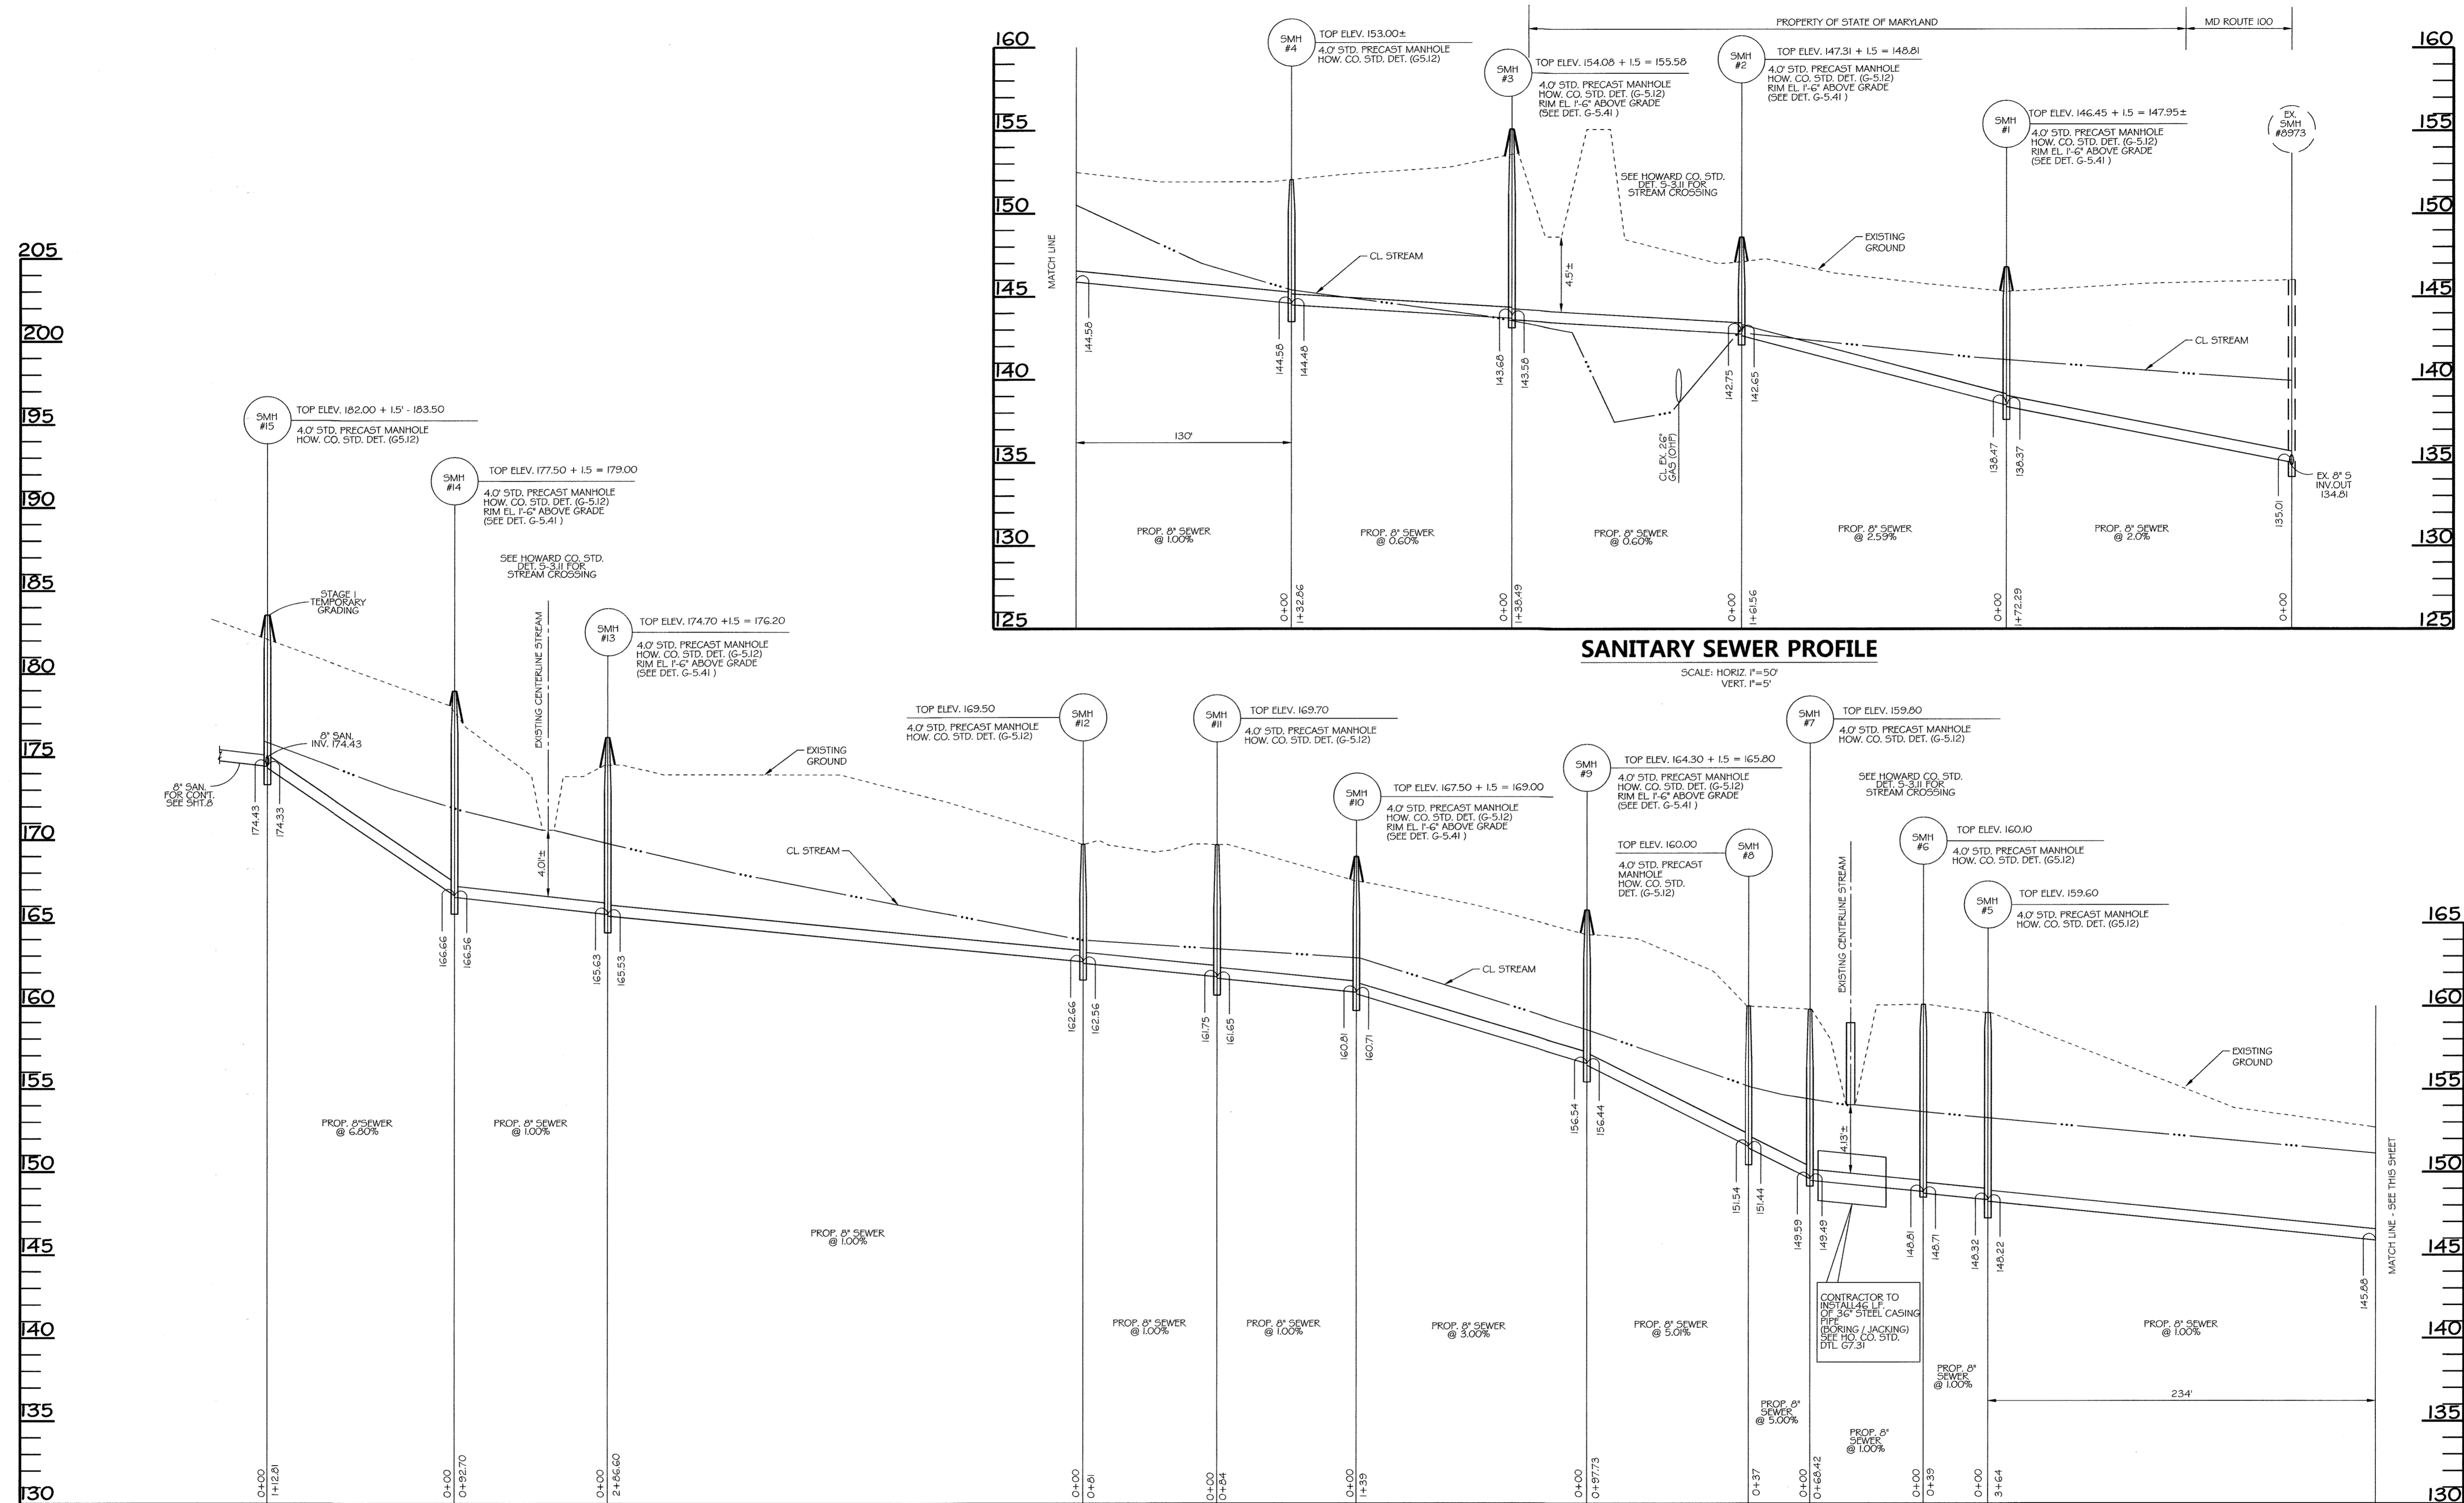 160
155
150
145
140
135
130
125
MATCH LINE
SMH
#4
TOP ELEV. 153.00±
4.0' STD. PRECAST MANHOLE
HOW. CO. STD. DET. (G5.12)
SMH
#3
TOP ELEV. 154.08 + 1.5 = 155.58
4.0' STD. PRECAST MANHOLE
HOW. CO. STD. DET. (G-5.12)
RIM EL. 1'-6" ABOVE GRADE
(SEE DET. G-5.41 )
PROPERTY OF STATE OF MARYLAND
MD ROUTE 100
SMH
#2
TOP ELEV. 147.31 + 1.5 = 148.81
4.0' STD. PRECAST MANHOLE
HOW. CO. STD. DET. (G-5.12)
RIM EL. 1'-6" ABOVE GRADE
(SEE DET. G-5.41 )
SMH
#1
TOP ELEV. 146.45 + 1.5 = 147.95±
4.0' STD. PRECAST MANHOLE
HOW. CO. STD. DET. (G-5.12)
RIM EL. 1'-6" ABOVE GRADE
(SEE DET. G-5.41 )
EX.
SMH
#8973
160
155
150
145
140
135
130
125
SEE HOWARD CO. STD.
DET. S-3.11 FOR
STREAM CROSSING
EXISTING
GROUND
CL. STREAM
4.5'±
CL. STREAM
144.58
144.58
144.48
143.68
143.58
142.75
142.65
138.47
138.37
135.01
EX. 8" S
INV.OUT
134.81
CL. EX. 26"
GAS (OHP)
130'
PROP. 8" SEWER
@ 1.00%
PROP. 8" SEWER
@ 0.60%
PROP. 8" SEWER
@ 0.60%
PROP. 8" SEWER
@ 2.59%
PROP. 8" SEWER
@ 2.0%
0+00
1+32.86
0+00
1+38.49
0+00
1+61.56
0+00
1+72.29
0+00
SANITARY SEWER PROFILE
SCALE: HORIZ. 1"=50'
VERT. 1"=5'
205
200
195
190
185
180
175
170
165
160
155
150
145
140
135
130
SMH
#15
TOP ELEV. 182.00 + 1.5' - 183.50
4.0' STD. PRECAST MANHOLE
HOW. CO. STD. DET. (G5.12)
SMH
#14
TOP ELEV. 177.50 + 1.5 = 179.00
4.0' STD. PRECAST MANHOLE
HOW. CO. STD. DET. (G-5.12)
RIM EL. 1'-6" ABOVE GRADE
(SEE DET. G-5.41 )
SEE HOWARD CO. STD.
DET. S-3.11 FOR
STREAM CROSSING
STAGE 1
TEMPORARY
GRADING
EXISTING CENTERLINE STREAM
SMH
#13
TOP ELEV. 174.70 +1.5 = 176.20
4.0' STD. PRECAST MANHOLE
HOW. CO. STD. DET. (G-5.12)
RIM EL. 1'-6" ABOVE GRADE
(SEE DET. G-5.41 )
8" SAN.
INV. 174.43
8" SAN.
FOR CON'T.
SEE SHT.8
EXISTING
GROUND
4.01'±
CL. STREAM
TOP ELEV. 169.50
4.0' STD. PRECAST MANHOLE
HOW. CO. STD. DET. (G-5.12)
SMH
#12
SMH
#11
TOP ELEV. 169.70
4.0' STD. PRECAST MANHOLE
HOW. CO. STD. DET. (G-5.12)
SMH
#10
TOP ELEV. 167.50 + 1.5 = 169.00
4.0' STD. PRECAST MANHOLE
HOW. CO. STD. DET. (G-5.12)
RIM EL. 1'-6" ABOVE GRADE
(SEE DET. G-5.41 )
SMH
#9
TOP ELEV. 164.30 + 1.5 = 165.80
4.0' STD. PRECAST MANHOLE
HOW. CO. STD. DET. (G-5.12)
RIM EL. 1'-6" ABOVE GRADE
(SEE DET. G-5.41 )
TOP ELEV. 160.00
4.0' STD. PRECAST
MANHOLE
HOW. CO. STD.
DET. (G-5.12)
SMH
#8
SMH
#7
TOP ELEV. 159.80
4.0' STD. PRECAST MANHOLE
HOW. CO. STD. DET. (G-5.12)
SEE HOWARD CO. STD.
DET. S-3.11 FOR
STREAM CROSSING
EXISTING CENTERLINE STREAM
SMH
#6
TOP ELEV. 160.10
4.0' STD. PRECAST MANHOLE
HOW. CO. STD. DET. (G5.12)
SMH
#5
TOP ELEV. 159.60
4.0' STD. PRECAST MANHOLE
HOW. CO. STD. DET. (G5.12)
CL. STREAM
4.13'±
EXISTING
GROUND
MATCH LINE - SEE THIS SHEET
165
160
155
150
145
140
135
130
174.43
174.33
166.66
166.56
165.63
165.53
162.66
162.56
161.75
161.65
160.81
160.71
156.54
156.44
151.54
151.44
149.59
149.49
148.81
148.71
148.32
148.22
145.88
PROP. 8"SEWER
@ 6.80%
PROP. 8" SEWER
@ 1.00%
PROP. 8" SEWER
@ 1.00%
PROP. 8" SEWER
@ 1.00%
PROP. 8" SEWER
@ 1.00%
PROP. 8" SEWER
@ 3.00%
PROP. 8" SEWER
@ 5.01%
PROP. 8"
SEWER
@ 5.00%
CONTRACTOR TO
INSTALL46 L.F.
OF 36" STEEL CASING
PIPE
(BORING / JACKING)
SEE HO. CO. STD.
DTL. G7.31
PROP. 8"
SEWER
@ 1.00%
PROP. 8"
SEWER
@ 1.00%
PROP. 8" SEWER
@ 1.00%
234'
0+00
1+12.81
0+00
0+92.70
0+00
2+86.60
0+00
0+81
0+00
0+84
0+00
1+39
0+00
0+97.73
0+37
0+00
0+68.42
0+00
0+39
0+00
3+64